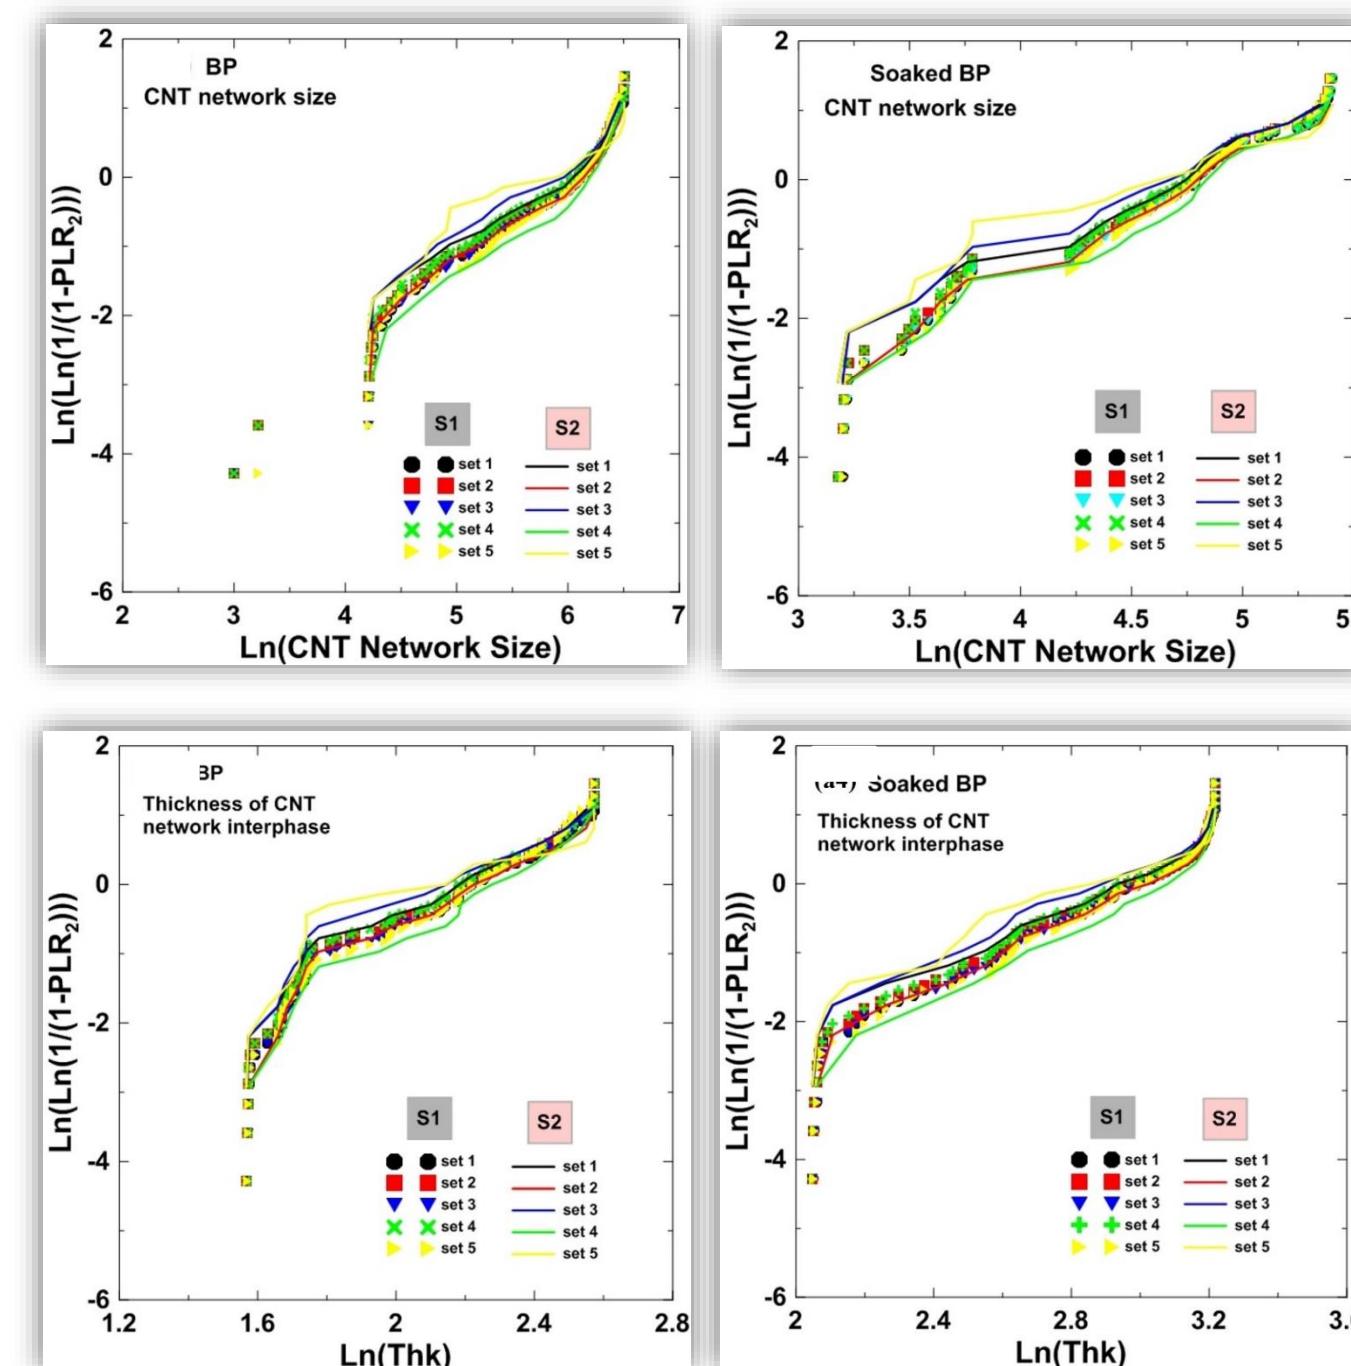 BP
CNT network size
Ln(Ln(1/(1-PLR2)))
2
0
-2
-4
-6
2 3 4 5 6 7
Ln(CNT Network Size)
S1 S2
set 1 set 1
set 2 set 2
set 3 set 3
set 4 set 4
set 5 set 5
Soaked BP
CNT network size
Ln(Ln(1/(1-PLR2)))
2
0
-2
-4
-6
3 3.5 4 4.5 5 5
Ln(CNT Network Size)
S1 S2
set 1 set 1
set 2 set 2
set 3 set 3
set 4 set 4
set 5 set 5
BP
Thickness of CNT
network interphase
Ln(Ln(1/(1-PLR2)))
2
0
-2
-4
-6
1.2 1.6 2 2.4 2.8
Ln(Thk)
S1 S2
set 1 set 1
set 2 set 2
set 3 set 3
set 4 set 4
set 5 set 5
(a4) Soaked BP
Thickness of CNT
network interphase
Ln(Ln(1/(1-PLR2)))
2
0
-2
-4
-6
2 2.4 2.8 3.2 3.
Ln(Thk)
S1 S2
set 1 set 1
set 2 set 2
set 3 set 3
set 4 set 4
set 5 set 5